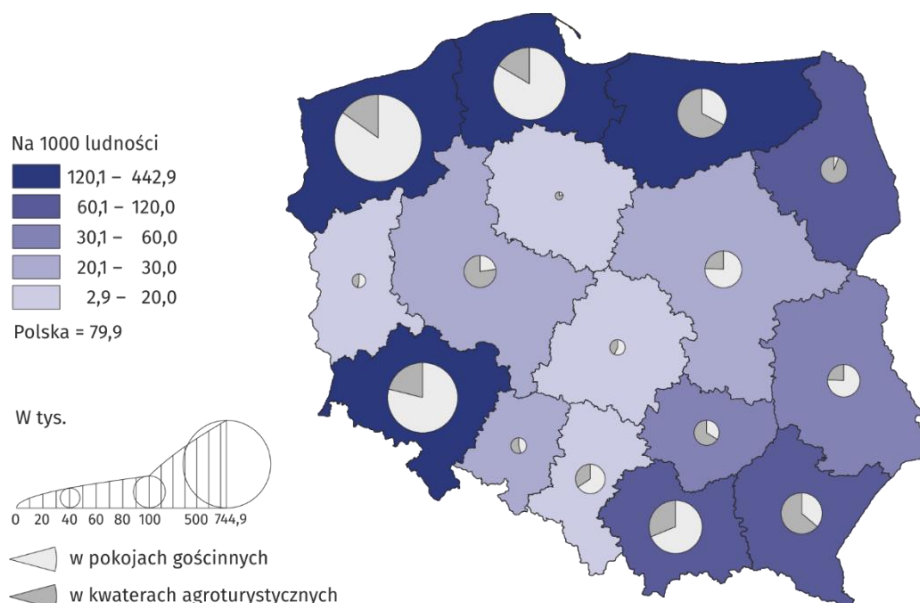 Na 1000 ludności
120,1 – 442,9
60,1 – 120,0
30,1 – 60,0
20,1 – 30,0
2,9 – 20,0
Polska = 79,9
W tys.
0 20 40 60 80 100 500 744,9
w pokojach gościnnych
w kwaterach agroturystycznych